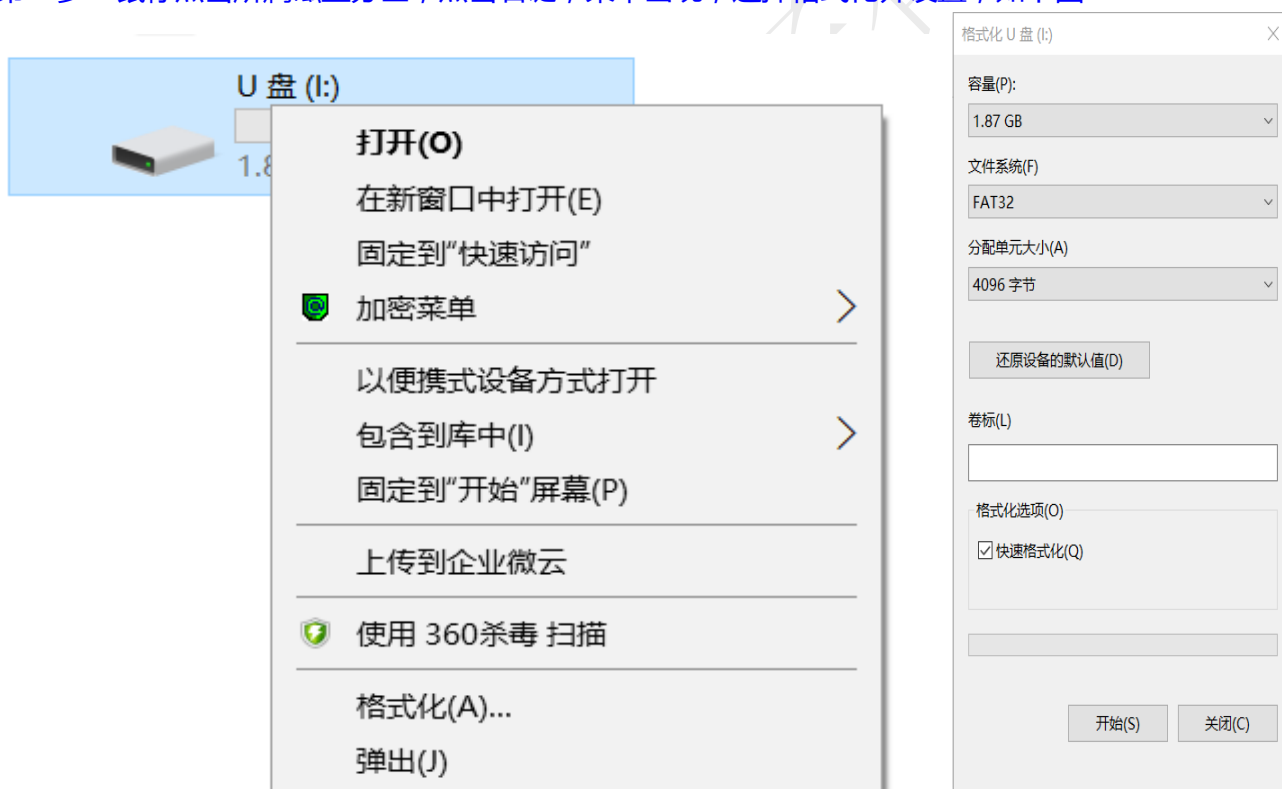 U 盘 (I:)
1.8
打开(O)
在新窗口中打开(E)
固定到"快速访问"
加密菜单
以便携式设备方式打开
包含到库中(I)
固定到"开始"屏幕(P)
上传到企业微云
使用 360杀毒 扫描
格式化(A)...
弹出(J)
格式化 U 盘 (I:)
容量(P):
1.87 GB
文件系统(F)
FAT32
分配单元大小(A)
4096 字节
还原设备的默认值(D)
卷标(L)
格式化选项(O)
快速格式化(Q)
开始(S)
关闭(C)